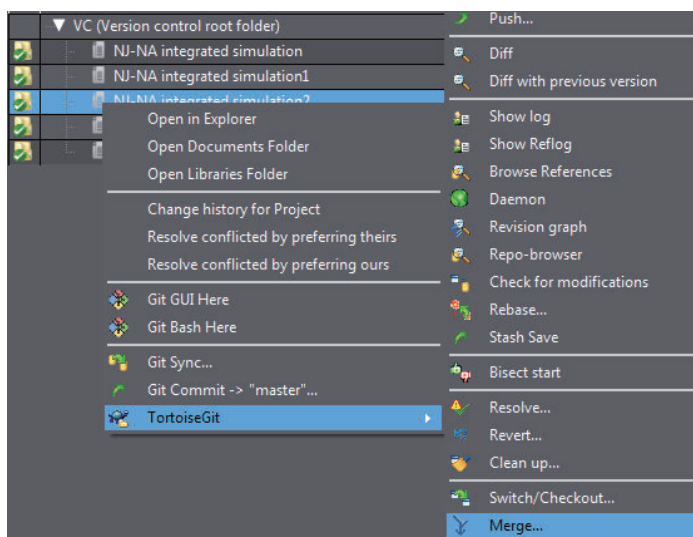 VC (Version control root folder)
NJ-NA integrated simulation
NJ-NA integrated simulation1
NJ-NA integrated simulation2
Open in Explorer
Open Documents Folder
Open Libraries Folder
Change history for Project
Resolve conflicted by preferring theirs
Resolve conflicted by preferring ours
Git GUI Here
Git Bash Here
Git Sync...
Git Commit -> "master"...
TortoiseGit
Push...
Diff
Diff with previous version
Show log
Show Reflog
Browse References
Daemon
Revision graph
Repo-browser
Check for modifications
Rebase...
Stash Save
Bisect start
Resolve...
Revert...
Clean up...
Switch/Checkout...
Merge...